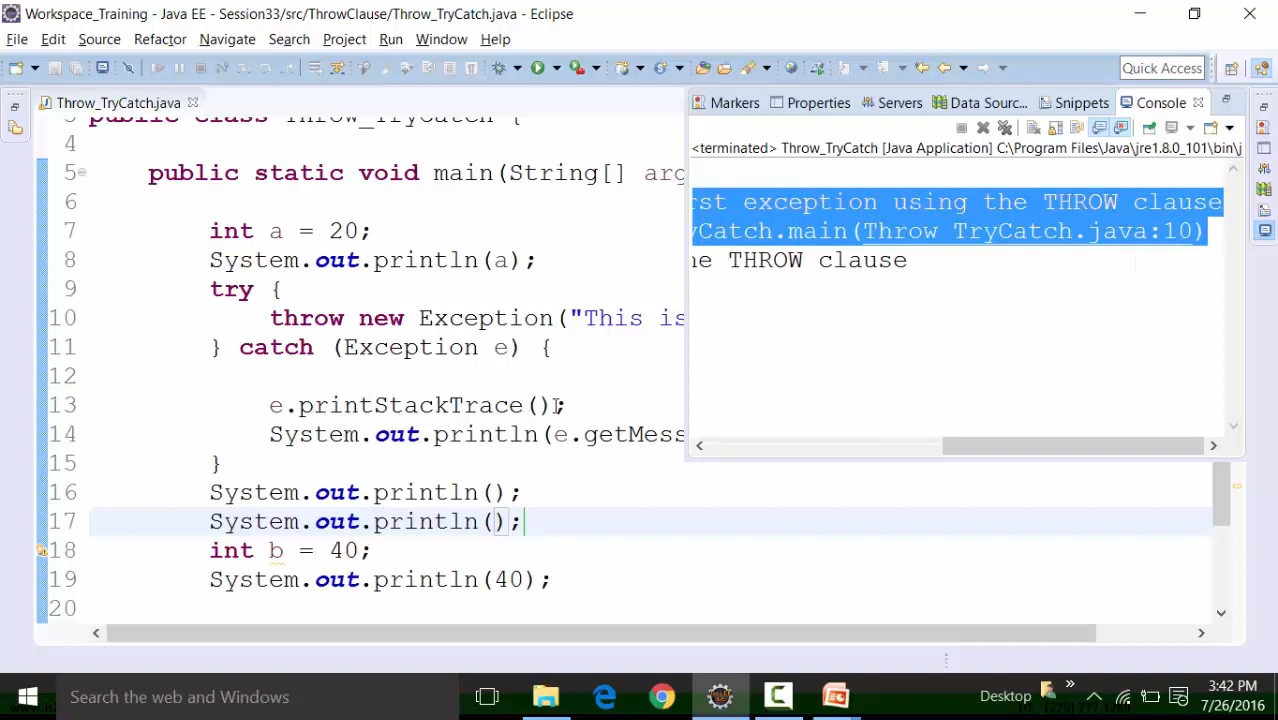 Workspace_Training - Java EE - Session33/src/ThrowClause/Throw_TryCatch.java - Eclipse
File Edit Source Refactor Navigate Search Project Run Window Help
Quick Access
Throw_TryCatch.java
Markers Properties Servers Data Sourc... Snippets Console
<terminated> Throw_TryCatch [Java Application] C:\Program Files\Java\jre1.8.0_101\bin\j
rst exception using the THROW clause
yCatch.main(Throw_TryCatch.java:10)
he THROW clause
3 public class Throw_TryCatch {
4
5 public static void main(String[] arg
6
7 int a = 20;
8 System.out.println(a);
9 try {
10 throw new Exception("This is
11 } catch (Exception e) {
12
13 e.printStackTrace();
14 System.out.println(e.getMess
15 }
16 System.out.println();
17 System.out.println();
18 int b = 40;
19 System.out.println(40);
20
Search the web and Windows
Desktop
3:42 PM
7/26/2016